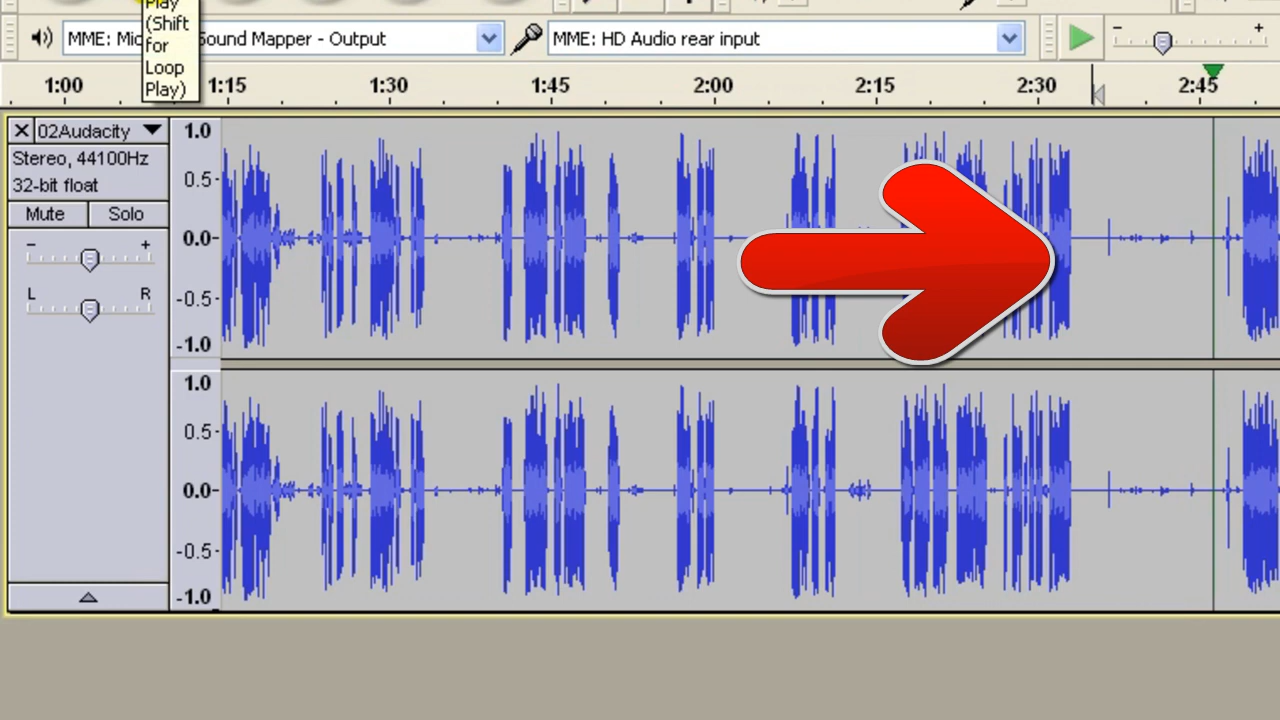 Play
(Shift
for
Loop
Play)
MME: Mic Sound Mapper - Output
MME: HD Audio rear input
- +
1:00 1:15 1:30 1:45 2:00 2:15 2:30 2:45
X 02Audacity
Stereo, 44100Hz
32-bit float
Mute Solo
- +
L R
1.0
0.5-
0.0-
-0.5-
-1.0
1.0
0.5-
0.0-
-0.5-
-1.0